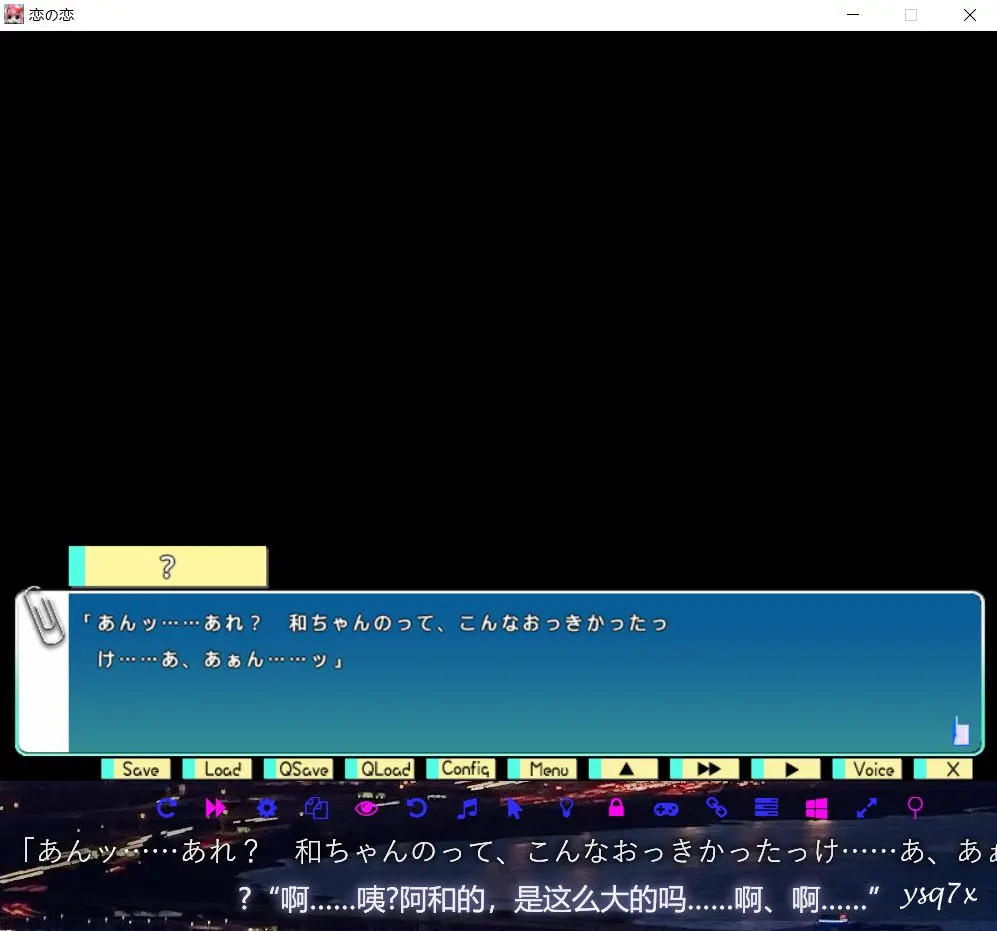 恋の恋
?
「あんッ……あれ？　和ちゃんのって、こんなおっきかったっ
け……あ、あぁん……ッ」
Save Load QSave QLoad Config Menu ▲ ▶▶ ▶ Voice X
「あんッ……あれ？　和ちゃんのって、こんなおっきかったっけ……あ、あぁ
?“啊……咦?阿和的，是这么大的吗……啊、啊……” ysq7x